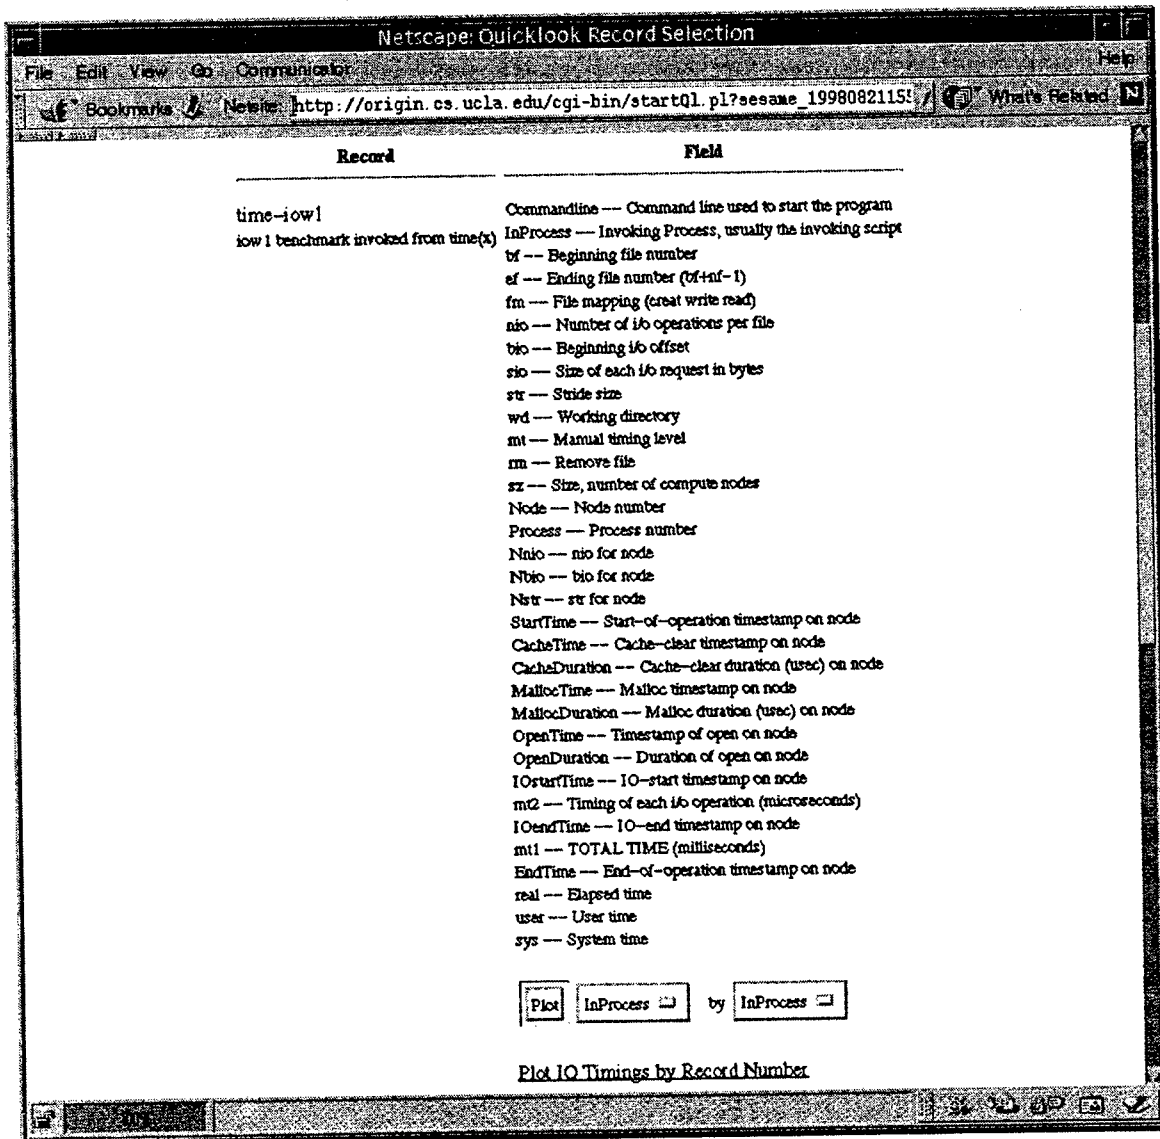 Netscape: Quicklook Record Selection
File Edit View Go Communicator Help
Bookmarks Netsite: http://origin.cs.ucla.edu/cgi-bin/startQl.pl?sesame_1998082115 What's Related N
Record Field
time-iow1
iow1 benchmark invoked from time(x)
Commandline --- Command line used to start the program
InProcess --- Invoking Process, usually the invoking script
bf --- Beginning file number
ef --- Ending file number (bf+nf-1)
fm --- File mapping (creat write read)
nio --- Number of i/o operations per file
bio --- Beginning i/o offset
sio --- Size of each i/o request in bytes
str --- Stride size
wd --- Working directory
mt --- Manual timing level
rm --- Remove file
sz --- Size, number of compute nodes
Node --- Node number
Process --- Process number
Nnio --- nio for node
Nbio --- bio for node
Nstr --- str for node
StartTime --- Start-of-operation timestamp on node
CacheTime --- Cache-clear timestamp on node
CacheDuration --- Cache-clear duration (usec) on node
MallocTime --- Malloc timestamp on node
MallocDuration --- Malloc duration (usec) on node
OpenTime --- Timestamp of open on node
OpenDuration --- Duration of open on node
IOstartTime --- IO-start timestamp on node
mt2 --- Timing of each i/o operation (microseconds)
IOendTime --- IO-end timestamp on node
mt1 --- TOTAL TIME (milliseconds)
EndTime --- End-of-operation timestamp on node
real --- Elapsed time
user --- User time
sys --- System time
Plot InProcess by InProcess
Plot IO Timings by Record Number